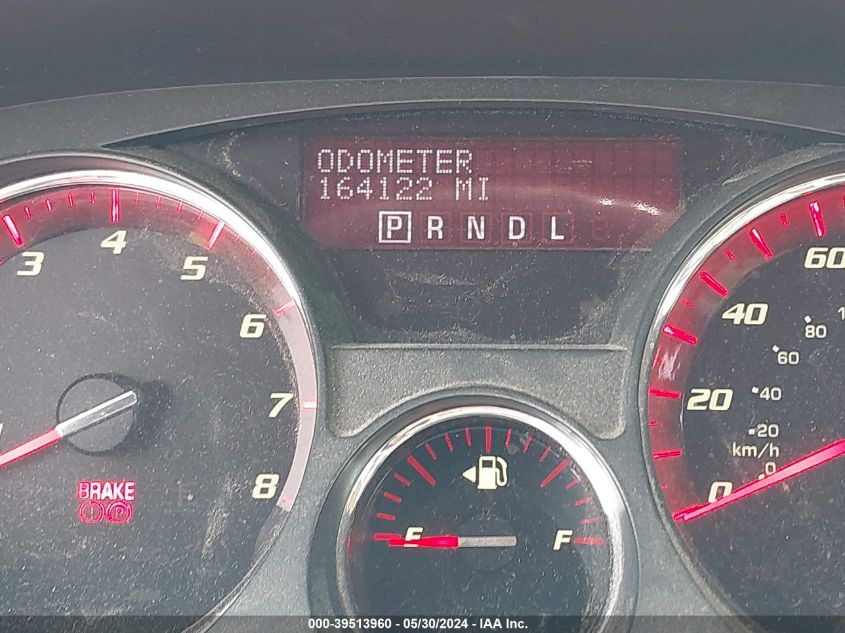 ODOMETER
164122 MI
P R N D L
3 4 5 6 7 8
BRAKE
P
E F
0 20 40 60
0 20 40 60 80
km/h
000-39513960 - 05/30/2024 - IAA Inc.